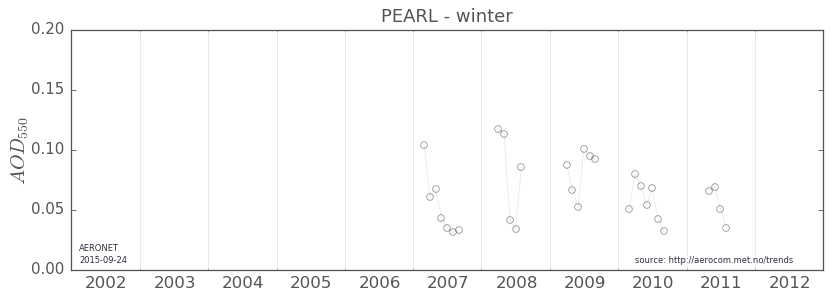 PEARL - winter
0.20
0.15
0.10
0.05
0.00
AOD550
AERONET
2015-09-24
source: http://aerocom.met.no/trends
2002 2003 2004 2005 2006 2007 2008 2009 2010 2011 2012